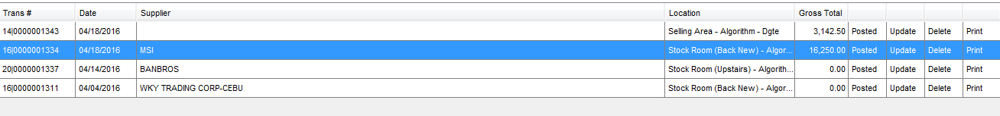 Trans # Date Supplier Location Gross Total
14|0000001343 04/18/2016 Selling Area - Algorithm - Dgte 3,142.50 Posted Update Delete Print
16|0000001334 04/18/2016 MSI Stock Room (Back New) - Algor... 16,250.00 Posted Update Delete Print
20|0000001337 04/14/2016 BANBROS Stock Room (Upstairs) - Algorith... 0.00 Posted Update Delete Print
16|0000001311 04/04/2016 WKY TRADING CORP-CEBU Stock Room (Back New) - Algor... 0.00 Posted Update Delete Print